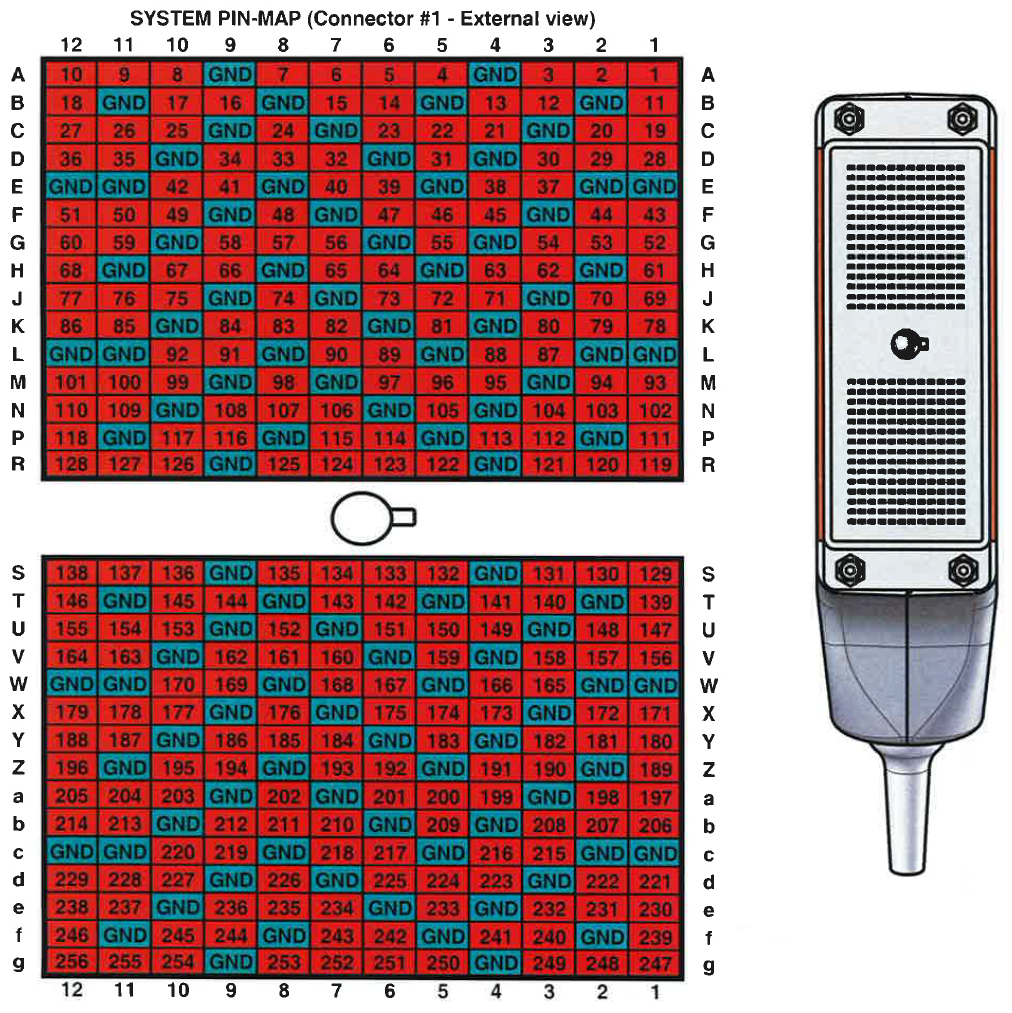 SYSTEM PIN-MAP (Connector #1 - External view)
12 11 10 9 8 7 6 5 4 3 2 1
A 10 9 8 GND 7 6 5 4 GND 3 2 1 A
B 18 GND 17 16 GND 15 14 GND 13 12 GND 11 B
C 27 26 25 GND 24 GND 23 22 21 GND 20 19 C
D 36 35 GND 34 33 32 GND 31 GND 30 29 28 D
E GND GND 42 41 GND 40 39 GND 38 37 GND GND E
F 51 50 49 GND 48 GND 47 46 45 GND 44 43 F
G 60 59 GND 58 57 56 GND 55 GND 54 53 52 G
H 68 GND 67 66 GND 65 64 GND 63 62 GND 61 H
J 77 76 75 GND 74 GND 73 72 71 GND 70 69 J
K 86 85 GND 84 83 82 GND 81 GND 80 79 78 K
L GND GND 92 91 GND 90 89 GND 88 87 GND GND L
M 101 100 99 GND 98 GND 97 96 95 GND 94 93 M
N 110 109 GND 108 107 106 GND 105 GND 104 103 102 N
P 118 GND 117 116 GND 115 114 GND 113 112 GND 111 P
R 128 127 126 GND 125 124 123 122 GND 121 120 119 R
S 138 137 136 GND 135 134 133 132 GND 131 130 129 S
T 146 GND 145 144 GND 143 142 GND 141 140 GND 139 T
U 155 154 153 GND 152 GND 151 150 149 GND 148 147 U
V 164 163 GND 162 161 160 GND 159 GND 158 157 156 V
W GND GND 170 169 GND 168 167 GND 166 165 GND GND W
X 179 178 177 GND 176 GND 175 174 173 GND 172 171 X
Y 188 187 GND 186 185 184 GND 183 GND 182 181 180 Y
Z 196 GND 195 194 GND 193 192 GND 191 190 GND 189 Z
a 205 204 203 GND 202 GND 201 200 199 GND 198 197 a
b 214 213 GND 212 211 210 GND 209 GND 208 207 206 b
c GND GND 220 219 GND 218 217 GND 216 215 GND GND c
d 229 228 227 GND 226 GND 225 224 223 GND 222 221 d
e 238 237 GND 236 235 234 GND 233 GND 232 231 230 e
f 246 GND 245 244 GND 243 242 GND 241 240 GND 239 f
g 256 255 254 GND 253 252 251 250 GND 249 248 247 g
12 11 10 9 8 7 6 5 4 3 2 1